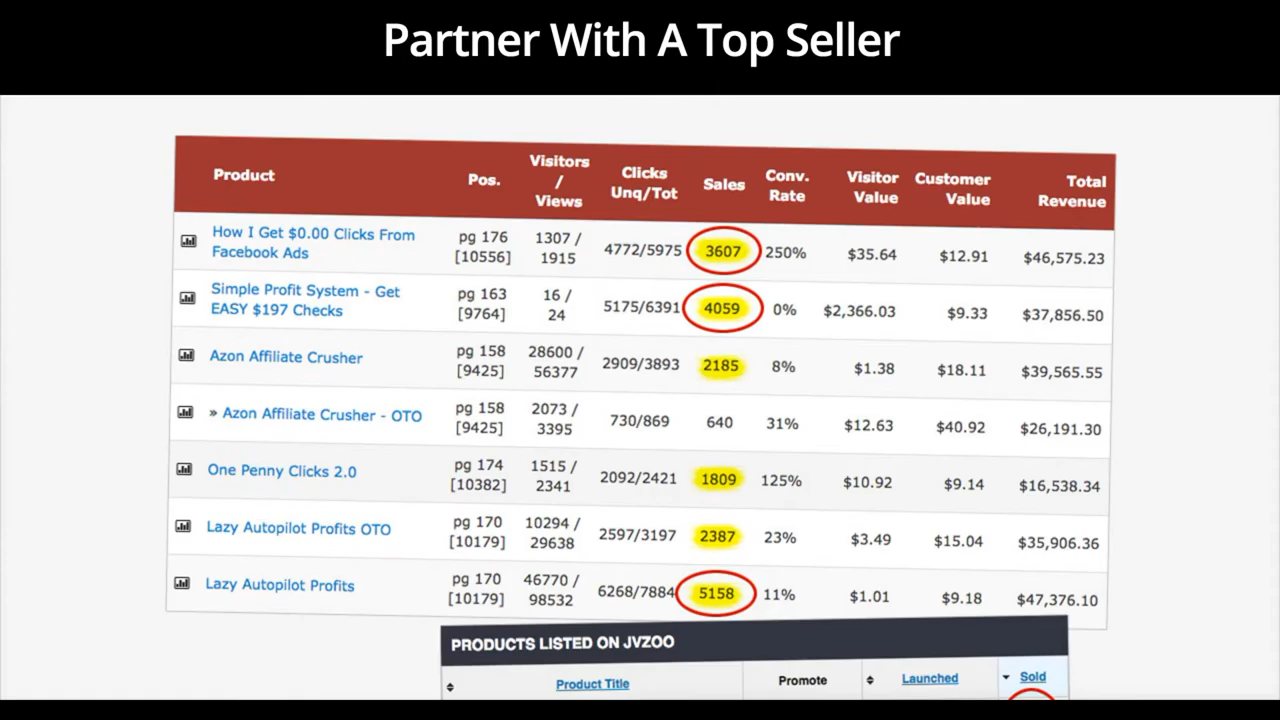 Partner With A Top Seller
Product Pos. Visitors / Views Clicks Unq/Tot Sales Conv. Rate Visitor Value Customer Value Total Revenue
How I Get $0.00 Clicks From Facebook Ads pg 176 [10556] 1307 / 1915 4772/5975 3607 250% $35.64 $12.91 $46,575.23
Simple Profit System - Get EASY $197 Checks pg 163 [9764] 16 / 24 5175/6391 4059 0% $2,366.03 $9.33 $37,856.50
Azon Affiliate Crusher pg 158 [9425] 28600 / 56377 2909/3893 2185 8% $1.38 $18.11 $39,565.55
» Azon Affiliate Crusher - OTO pg 158 [9425] 2073 / 3395 730/869 640 31% $12.63 $40.92 $26,191.30
One Penny Clicks 2.0 pg 174 [10382] 1515 / 2341 2092/2421 1809 125% $10.92 $9.14 $16,538.34
Lazy Autopilot Profits OTO pg 170 [10179] 10294 / 29638 2597/3197 2387 23% $3.49 $15.04 $35,906.36
Lazy Autopilot Profits pg 170 [10179] 46770 / 98532 6268/7884 5158 11% $1.01 $9.18 $47,376.10
PRODUCTS LISTED ON JVZOO
Product Title Promote Launched Sold